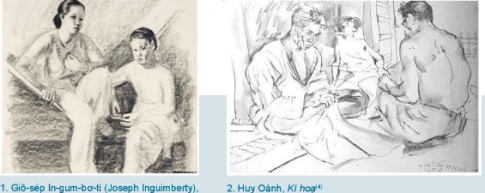 1. Giô-sép In-gum-bơ-ti (Joseph Inguimberty),
2. Huy Oánh, Kí hoạ(4)